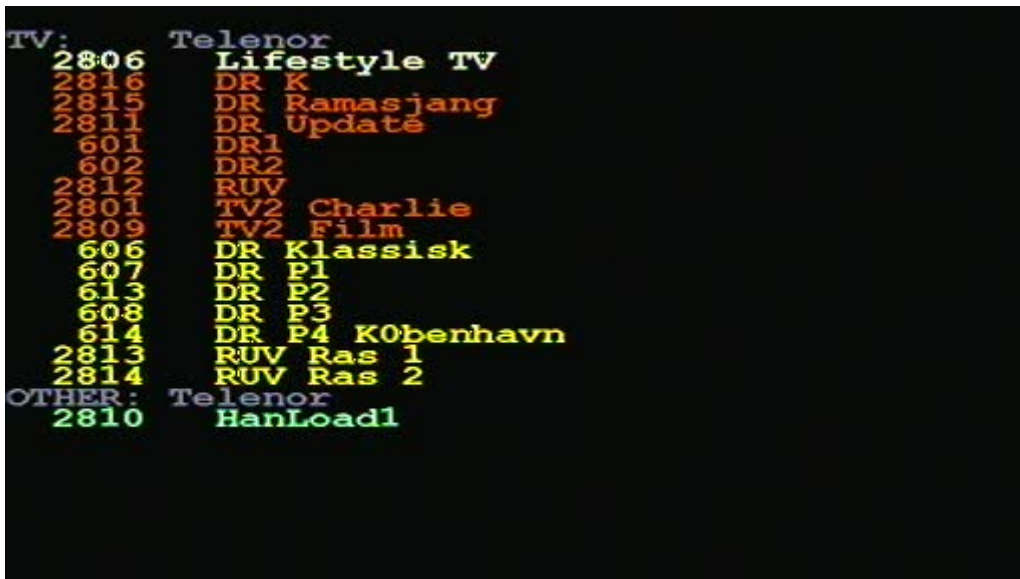 TV: Telenor
2806 Lifestyle TV
2816 DR K
2815 DR Ramasjang
2811 DR Update
601 DR1
602 DR2
2812 RUV
2801 TV2 Charlie
2809 TV2 Film
606 DR Klassisk
607 DR P1
613 DR P2
608 DR P3
614 DR P4 K0benhavn
2813 RUV Ras 1
2814 RUV Ras 2
OTHER: Telenor
2810 HanLoad1